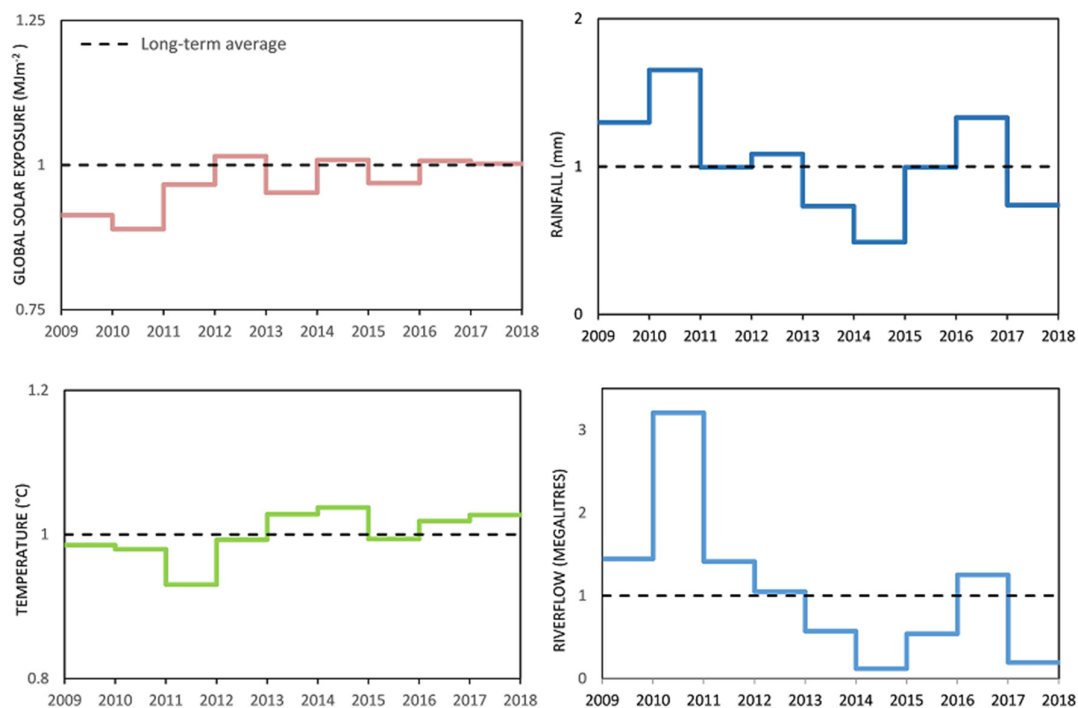 GLOBAL SOLAR EXPOSURE (MJm-2 )
1.25
1
0.75
Long-term average
2009 2010 2011 2012 2013 2014 2015 2016 2017 2018
RAINFALL (mm)
2
1
0
2009 2010 2011 2012 2013 2014 2015 2016 2017 2018
TEMPERATURE (°C)
1.2
1
0.8
2009 2010 2011 2012 2013 2014 2015 2016 2017 2018
RIVERFLOW (MEGALITRES)
3
2
1
0
2009 2010 2011 2012 2013 2014 2015 2016 2017 2018